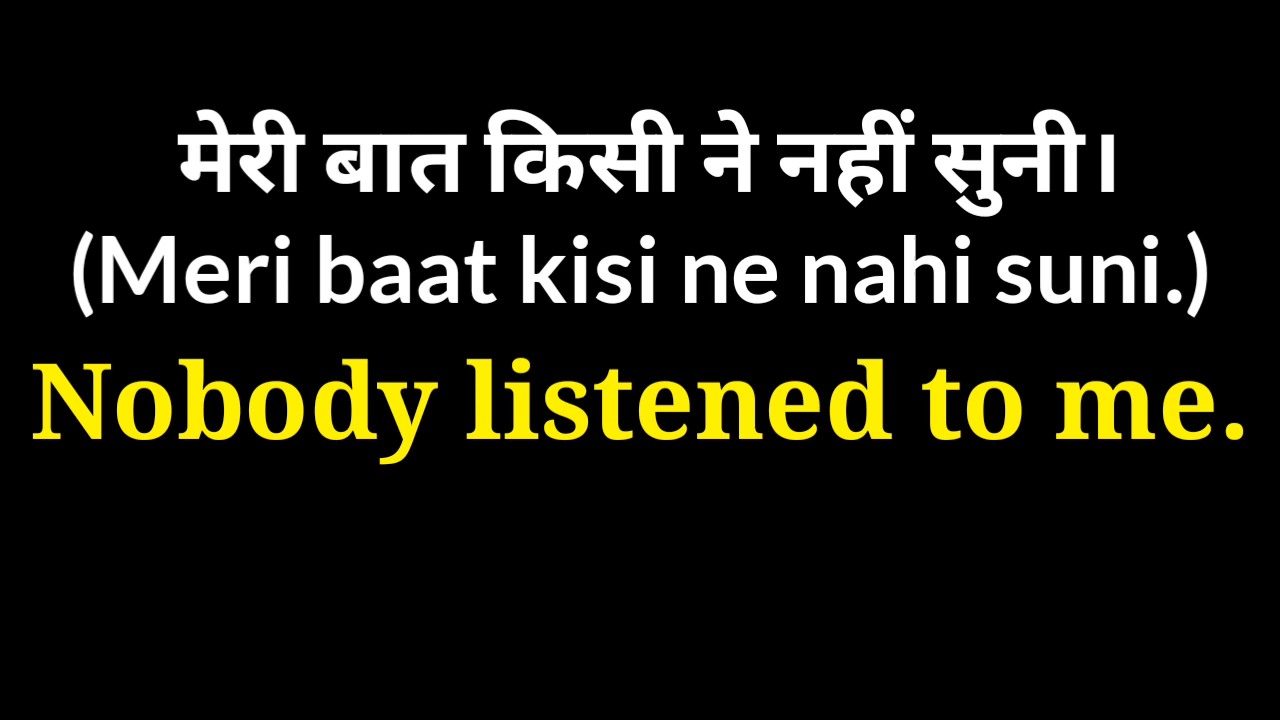 मेरी बात किसी ने नहीं सुनी।
(Meri baat kisi ne nahi suni.)
Nobody listened to me.